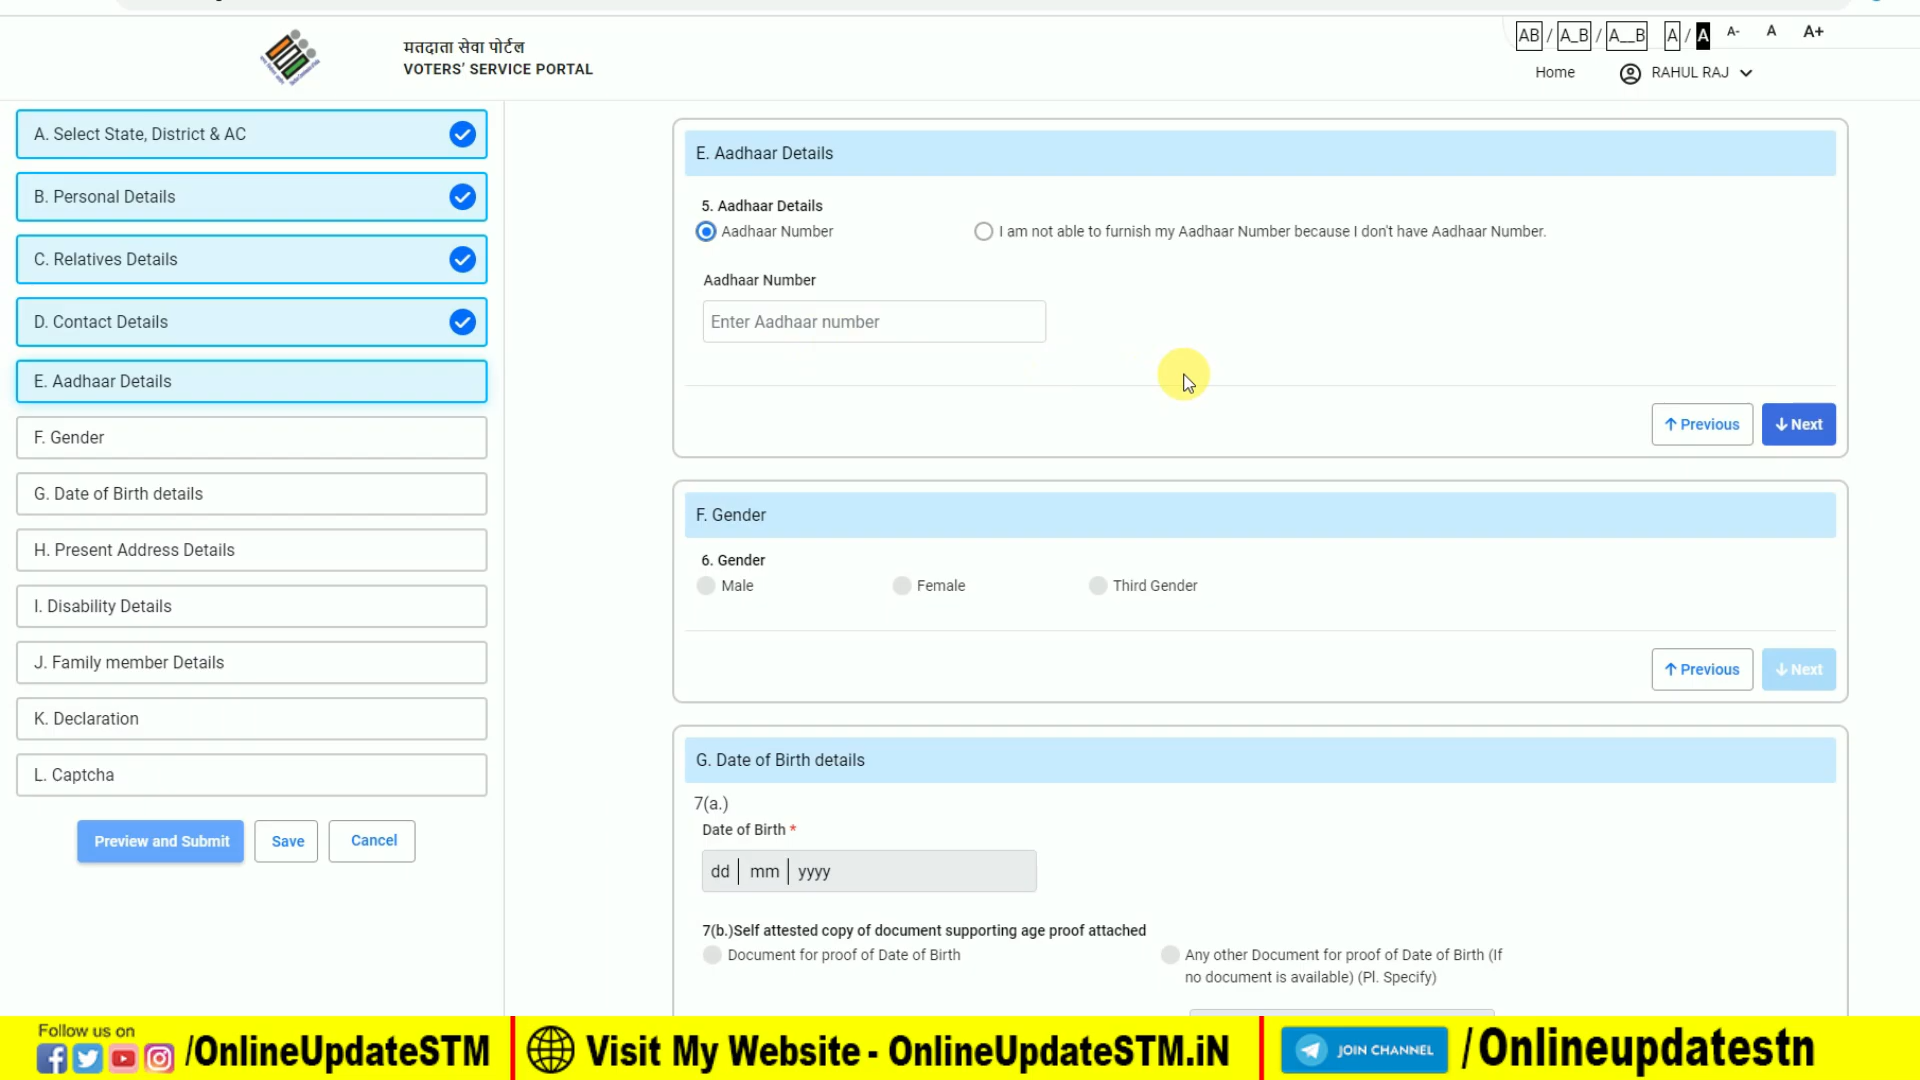 मतदाता सेवा पोर्टल
VOTERS' SERVICE PORTAL
AB / A_B / A__B A / A A- A A+
Home RAHUL RAJ
A. Select State, District & AC
B. Personal Details
C. Relatives Details
D. Contact Details
E. Aadhaar Details
F. Gender
G. Date of Birth details
H. Present Address Details
I. Disability Details
J. Family member Details
K. Declaration
L. Captcha
Preview and Submit Save Cancel
E. Aadhaar Details
5. Aadhaar Details
Aadhaar Number I am not able to furnish my Aadhaar Number because I don't have Aadhaar Number.
Aadhaar Number
Enter Aadhaar number
Previous Next
F. Gender
6. Gender
Male Female Third Gender
Previous Next
G. Date of Birth details
7(a.)
Date of Birth *
dd | mm | yyyy
7(b.)Self attested copy of document supporting age proof attached
Document for proof of Date of Birth Any other Document for proof of Date of Birth (If
no document is available) (Pl. Specify)
Follow us on
/OnlineUpdateSTM Visit My Website - OnlineUpdateSTM.iN JOIN CHANNEL /Onlineupdatestn